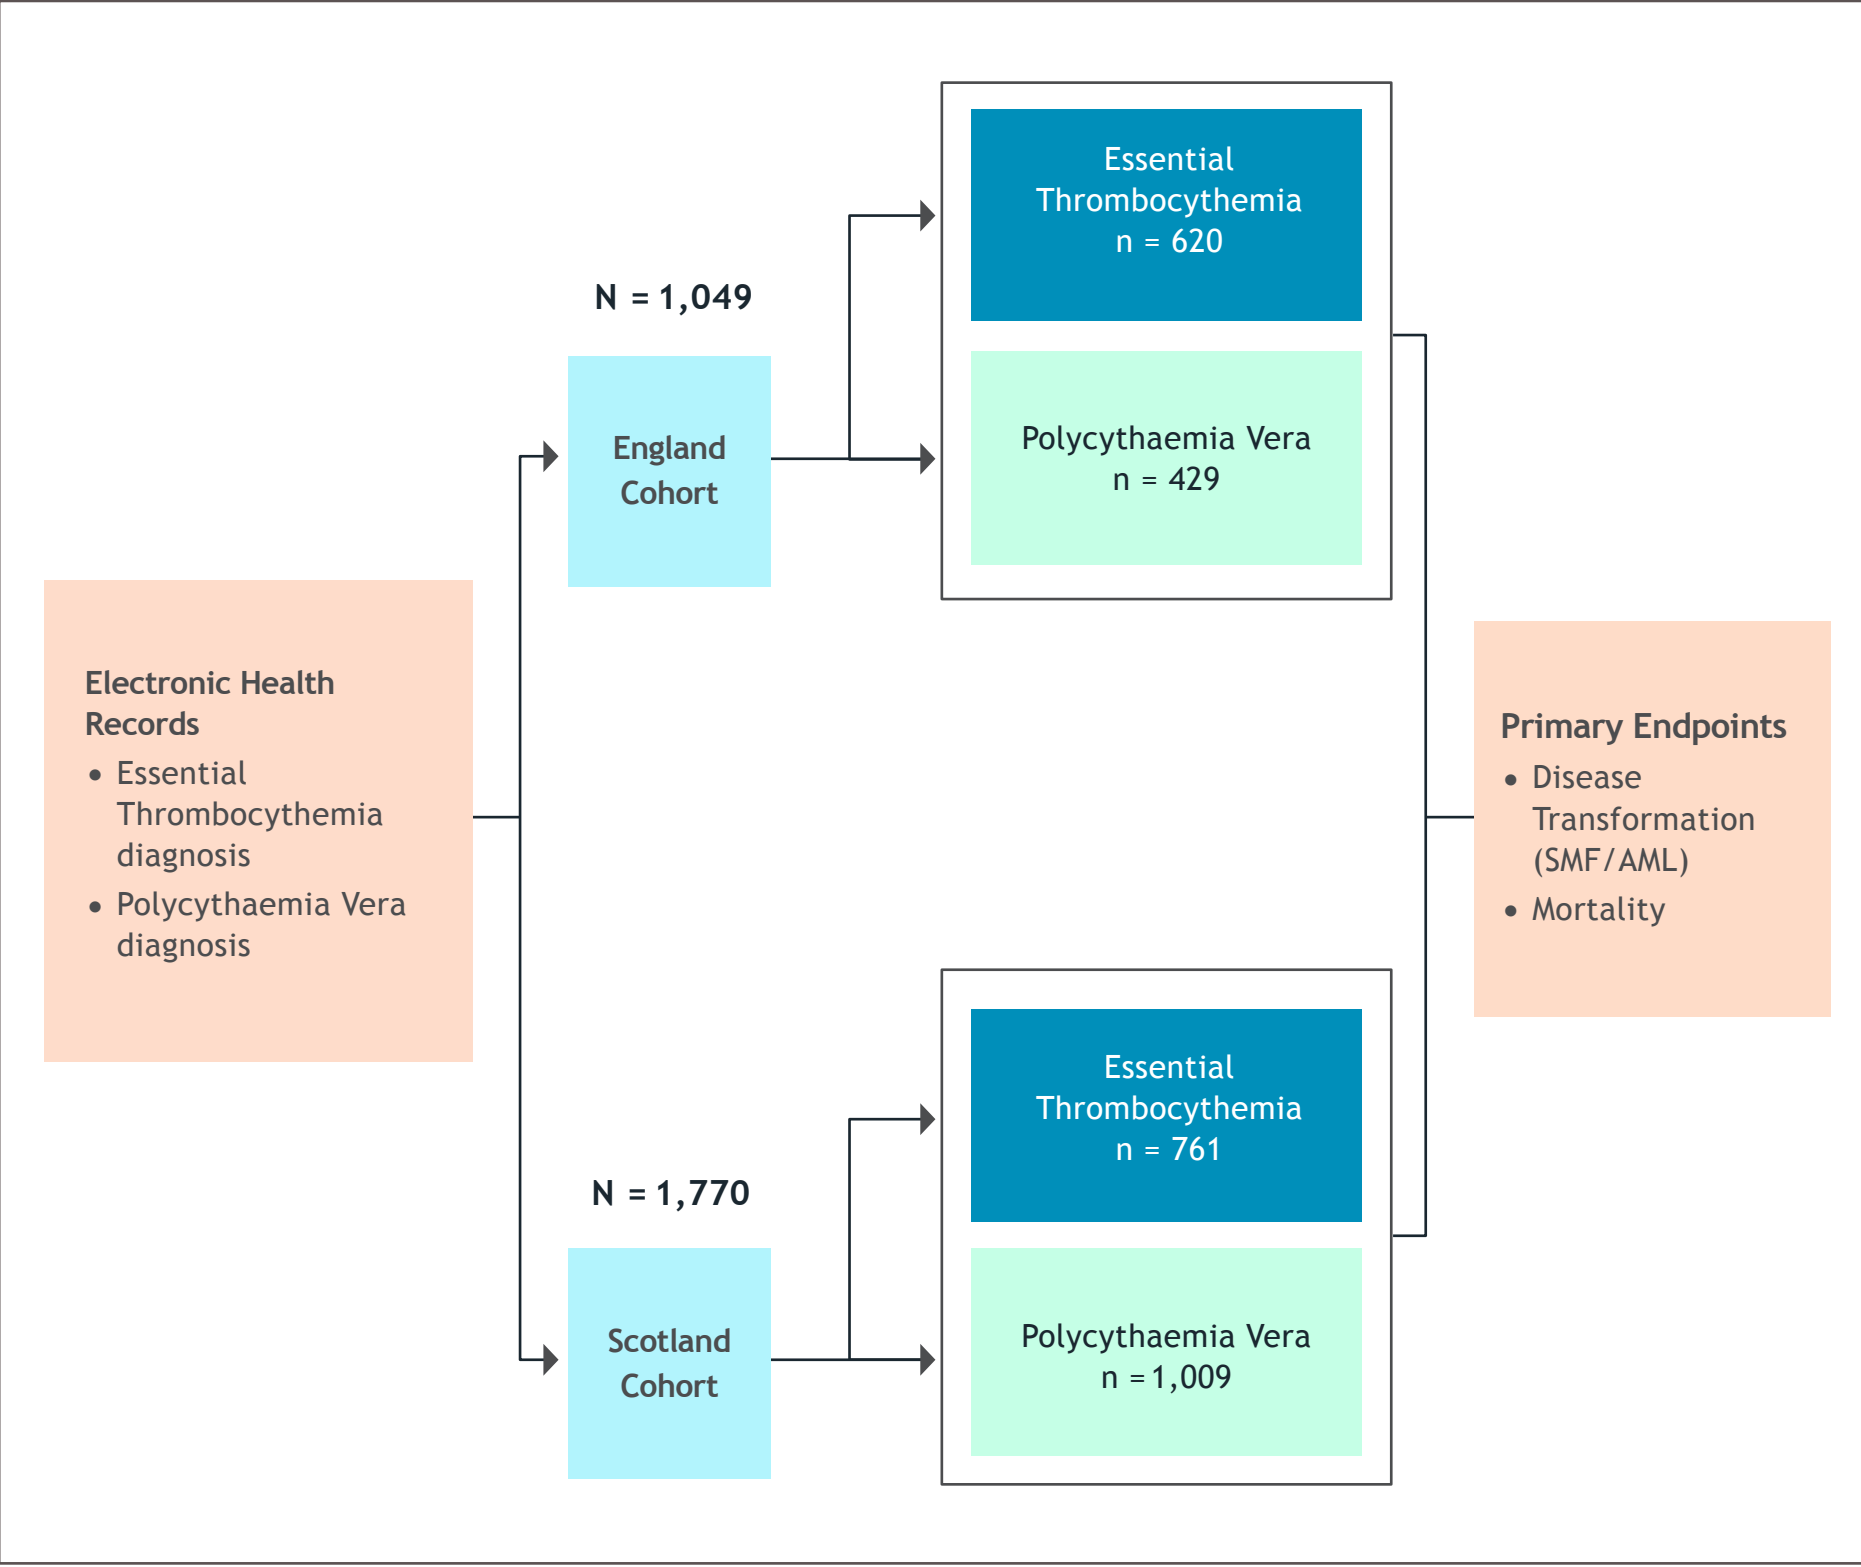 Electronic Health
Records
• Essential
Thrombocythemia
diagnosis
• Polycythaemia Vera
diagnosis
N = 1,049
England
Cohort
Essential
Thrombocythemia
n = 620
Polycythaemia Vera
n = 429
N = 1,770
Scotland
Cohort
Essential
Thrombocythemia
n = 761
Polycythaemia Vera
n = 1,009
Primary Endpoints
• Disease
Transformation
(SMF/AML)
• Mortality